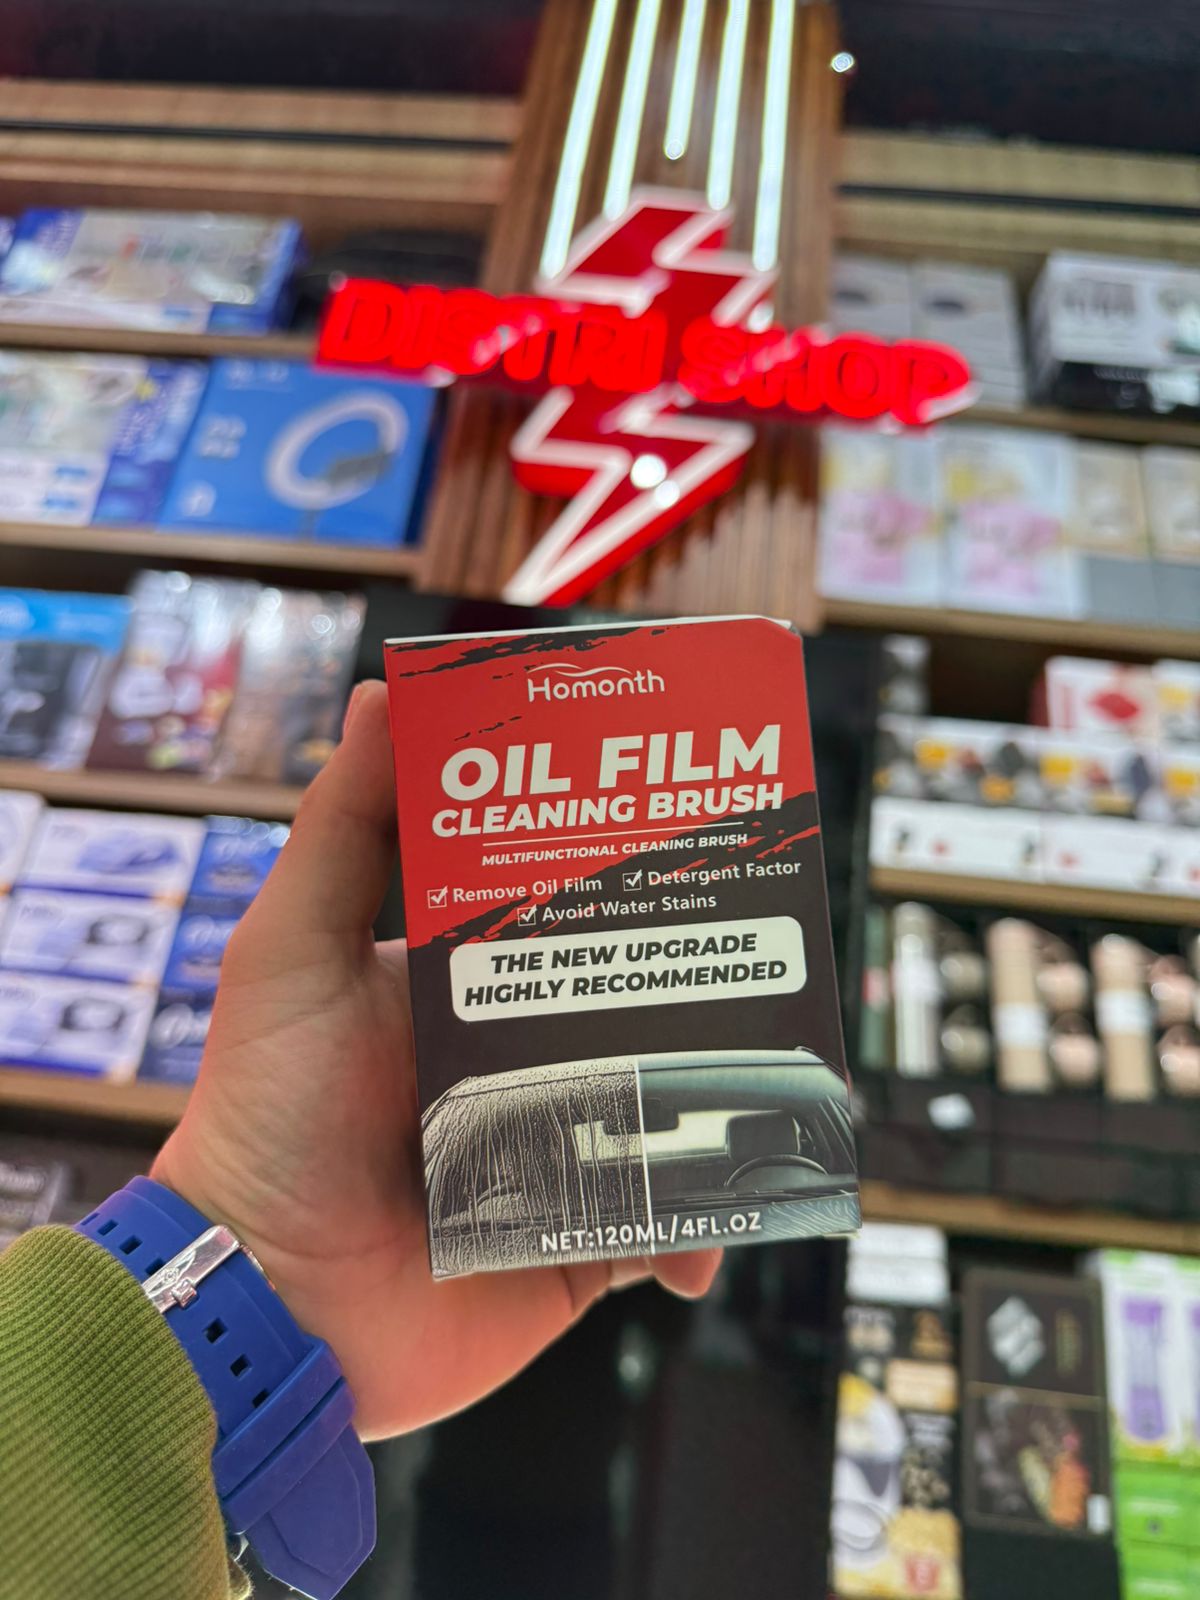 DISTRI SHOP
Homonth
OIL FILM
CLEANING BRUSH
MULTIFUNCTIONAL CLEANING BRUSH
Remove Oil Film
Detergent Factor
Avoid Water Stains
THE NEW UPGRADE
HIGHLY RECOMMENDED
NET:120ML/4FL.OZ